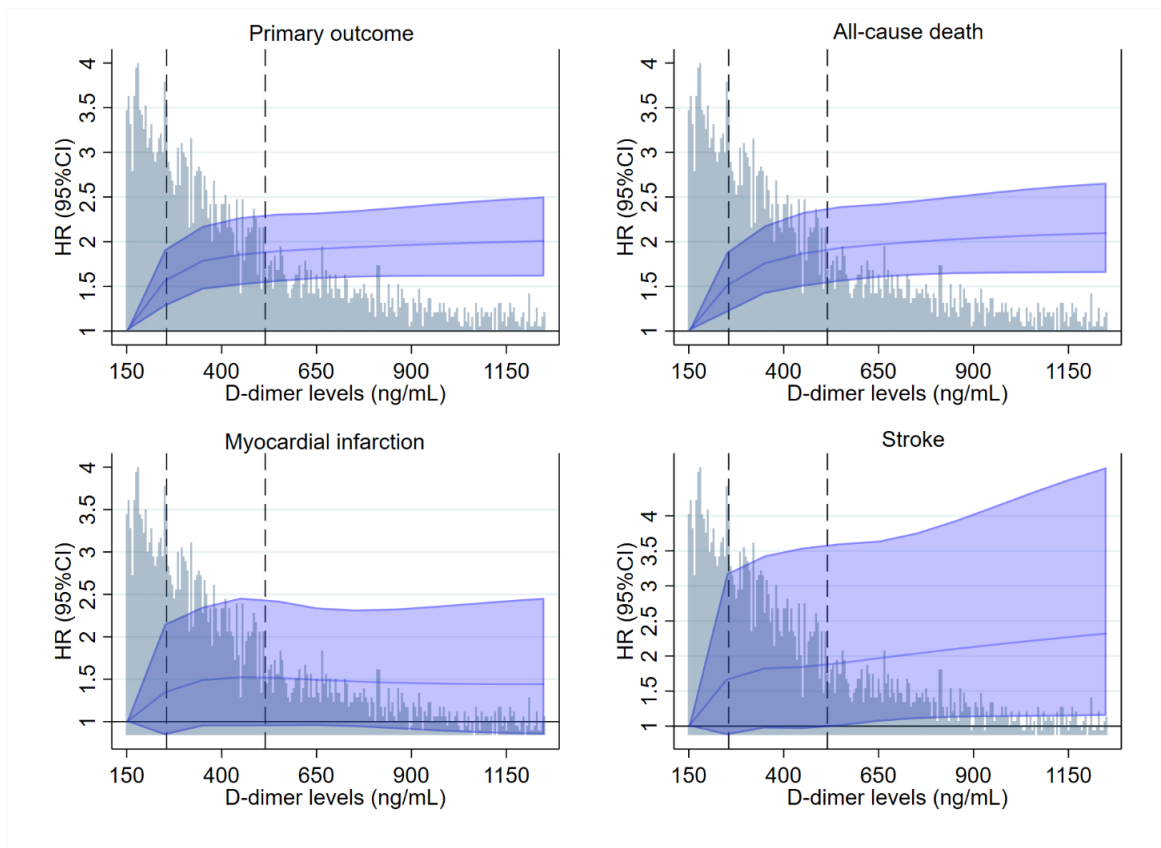 Primary outcome
HR (95%CI)
4
3.5
3
2.5
2
1.5
1
150 400 650 900 1150
D-dimer levels (ng/mL)
All-cause death
HR (95%CI)
4
3.5
3
2.5
2
1.5
1
150 400 650 900 1150
D-dimer levels (ng/mL)
Myocardial infarction
HR (95%CI)
4
3.5
3
2.5
2
1.5
1
150 400 650 900 1150
D-dimer levels (ng/mL)
Stroke
HR (95%CI)
4
3.5
3
2.5
2
1.5
1
150 400 650 900 1150
D-dimer levels (ng/mL)